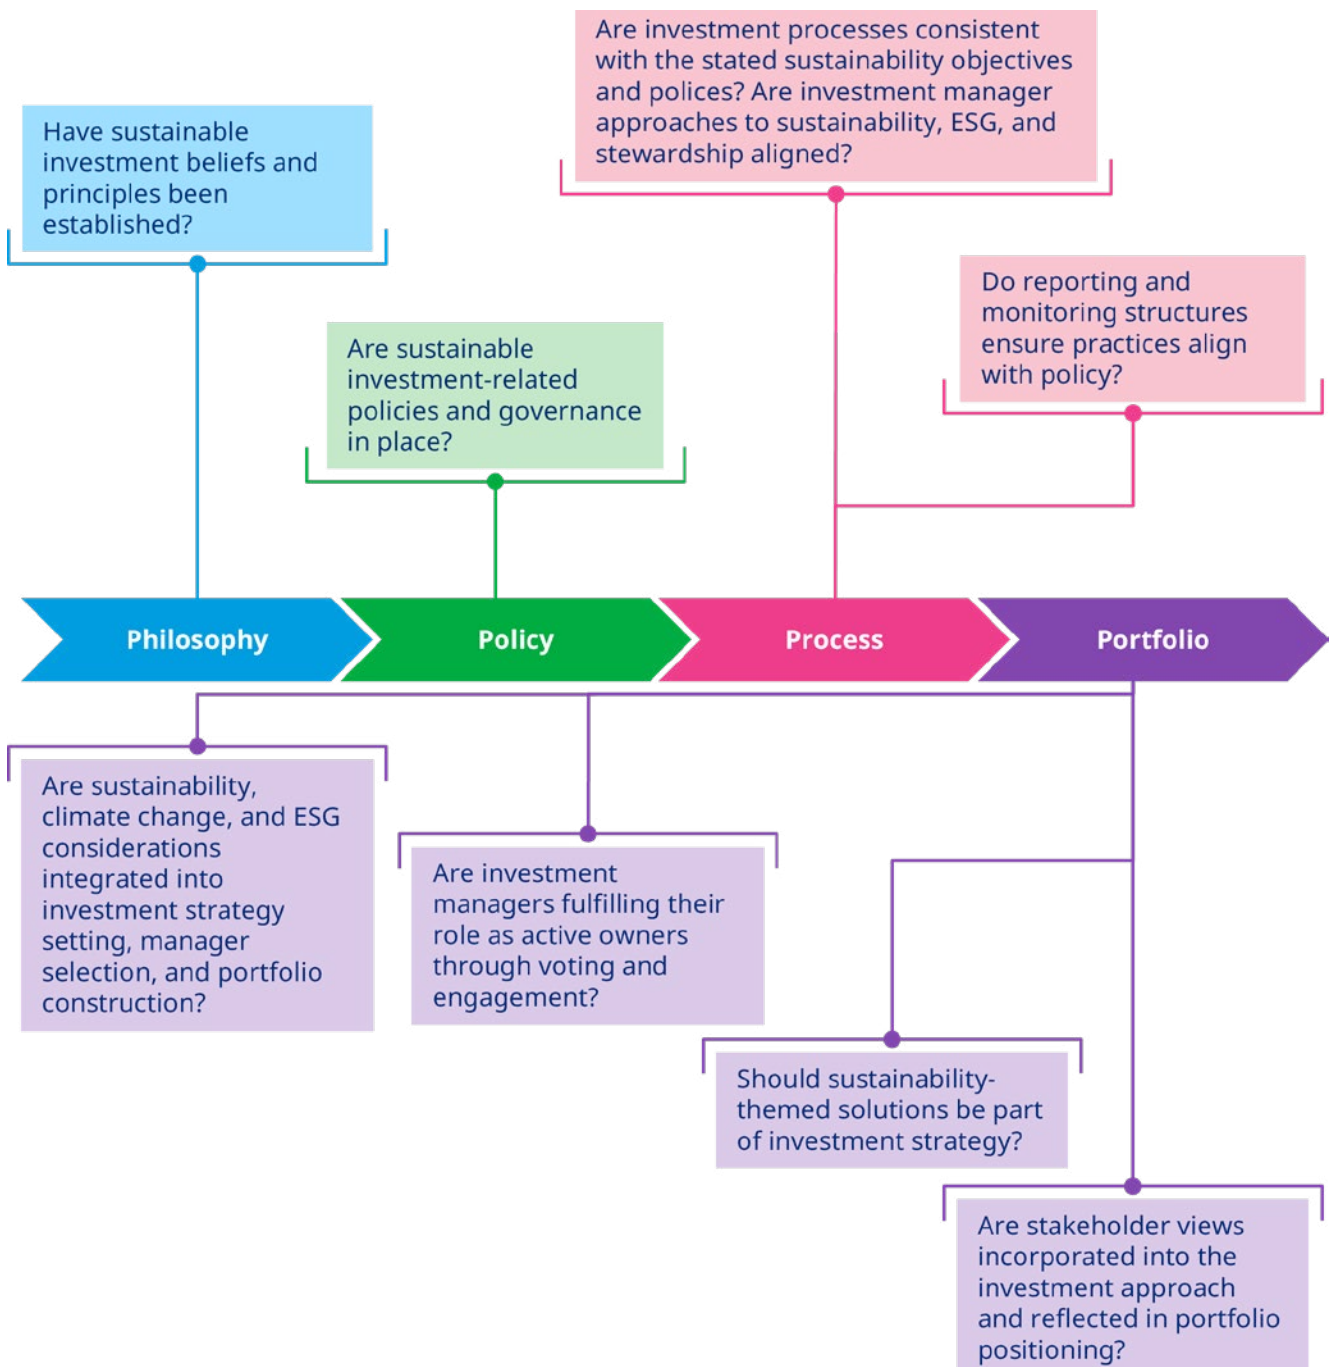 Are investment processes consistent
with the stated sustainability objectives
and polices? Are investment manager
approaches to sustainability, ESG, and
stewardship aligned?
Have sustainable
investment beliefs and
principles been
established?
Do reporting and
monitoring structures
ensure practices align
with policy?
Are sustainable
investment-related
policies and governance
in place?
Philosophy
Policy
Process
Portfolio
Are sustainability,
climate change, and ESG
considerations
integrated into
investment strategy
setting, manager
selection, and portfolio
construction?
Are investment
managers fulfilling their
role as active owners
through voting and
engagement?
Should sustainability-
themed solutions be part
of investment strategy?
Are stakeholder views
incorporated into the
investment approach
and reflected in portfolio
positioning?